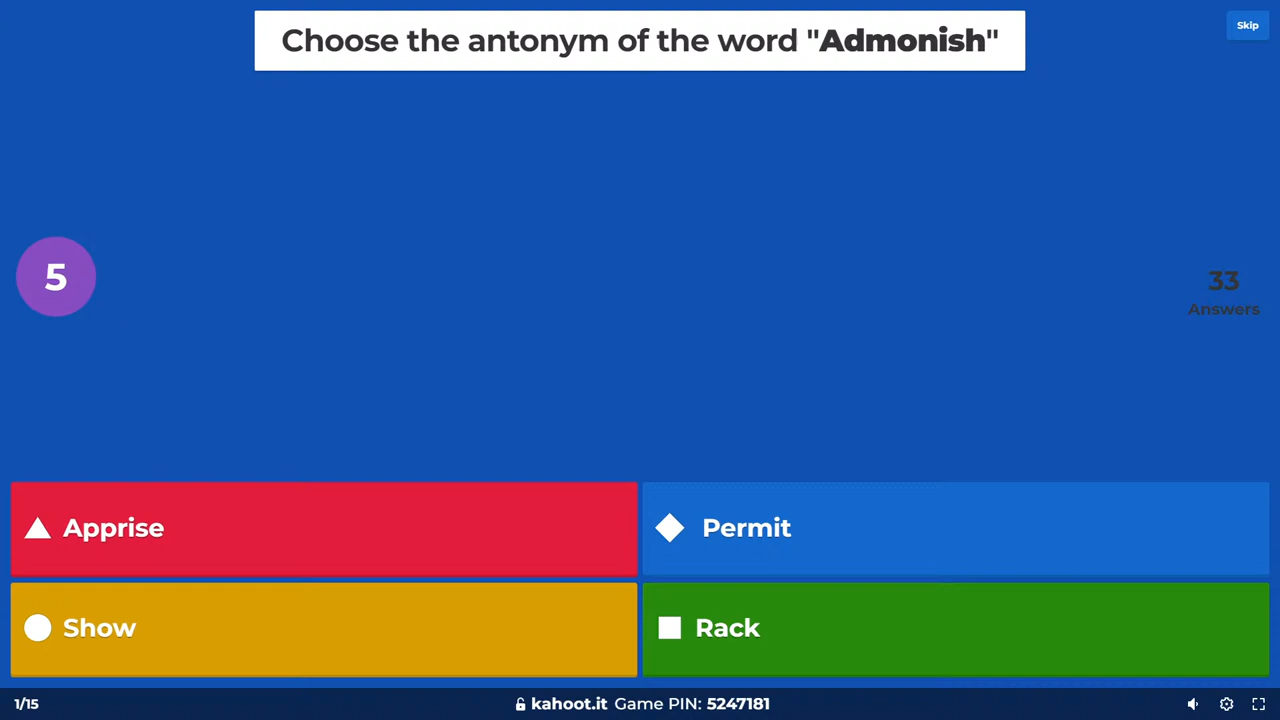 Choose the antonym of the word "Admonish"
Skip
5
33
Answers
Apprise
Permit
Show
Rack
1/15
kahoot.it Game PIN: 5247181